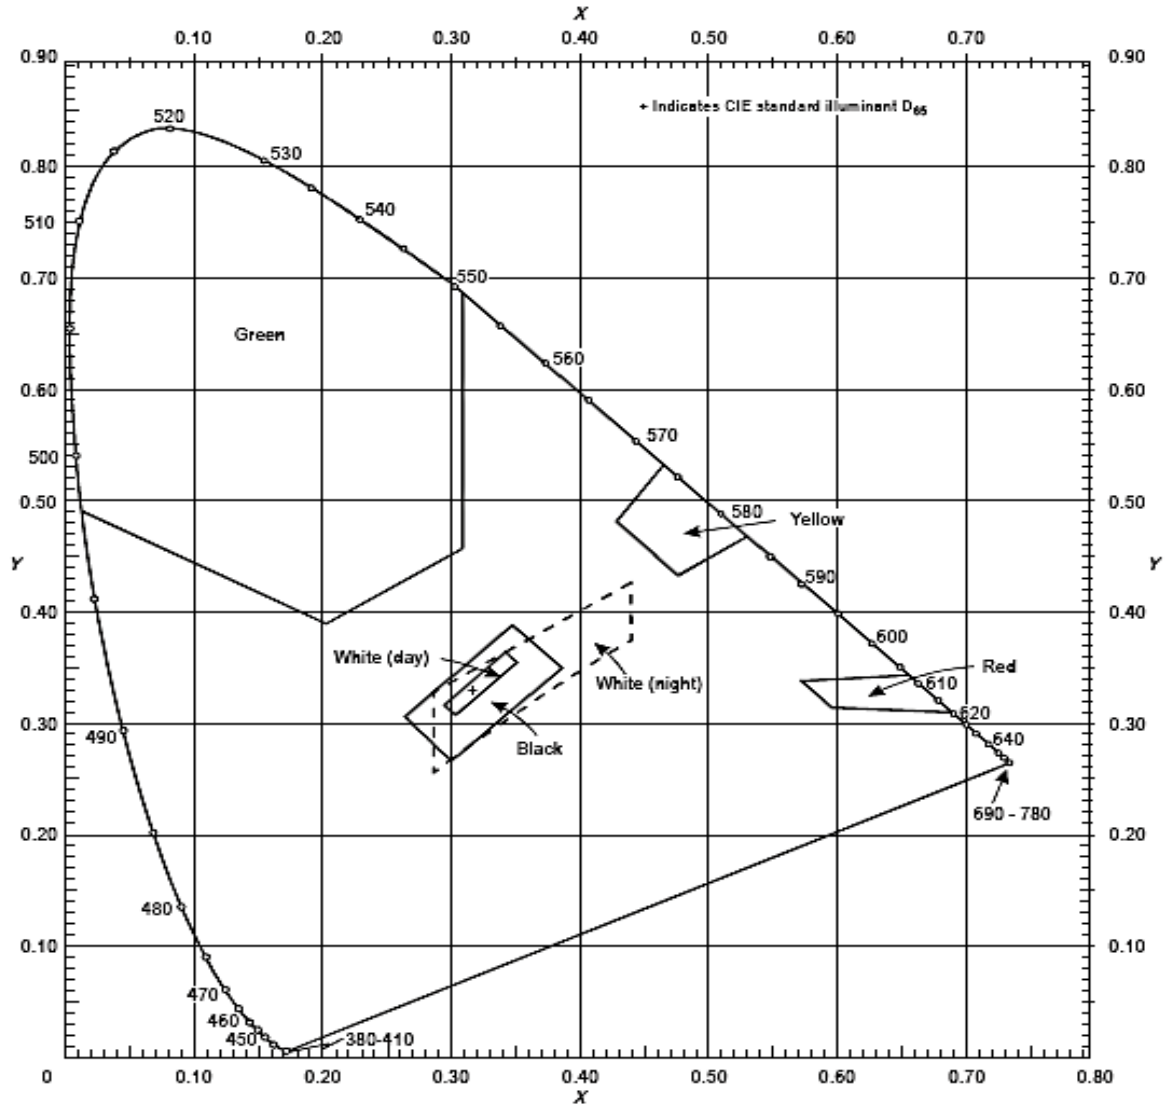 X
0.10 0.20 0.30 0.40 0.50 0.60 0.70
0.90 0.90
+ Indicates CIE standard illuminant D65
520
530
0.80 0.80
540
510
550
0.70 0.70
Green
560
0.60 0.60
570
500
0.50 0.50
580
Yellow
Y Y
590
0.40 0.40
600
White (day)
Red
610
White (night)
620
0.30 0.30
490
Black
640
690 - 780
0.20 0.20
480
0.10 0.10
470
460
450
380-410
0 0.10 0.20 0.30 0.40 0.50 0.60 0.70 0.80
X